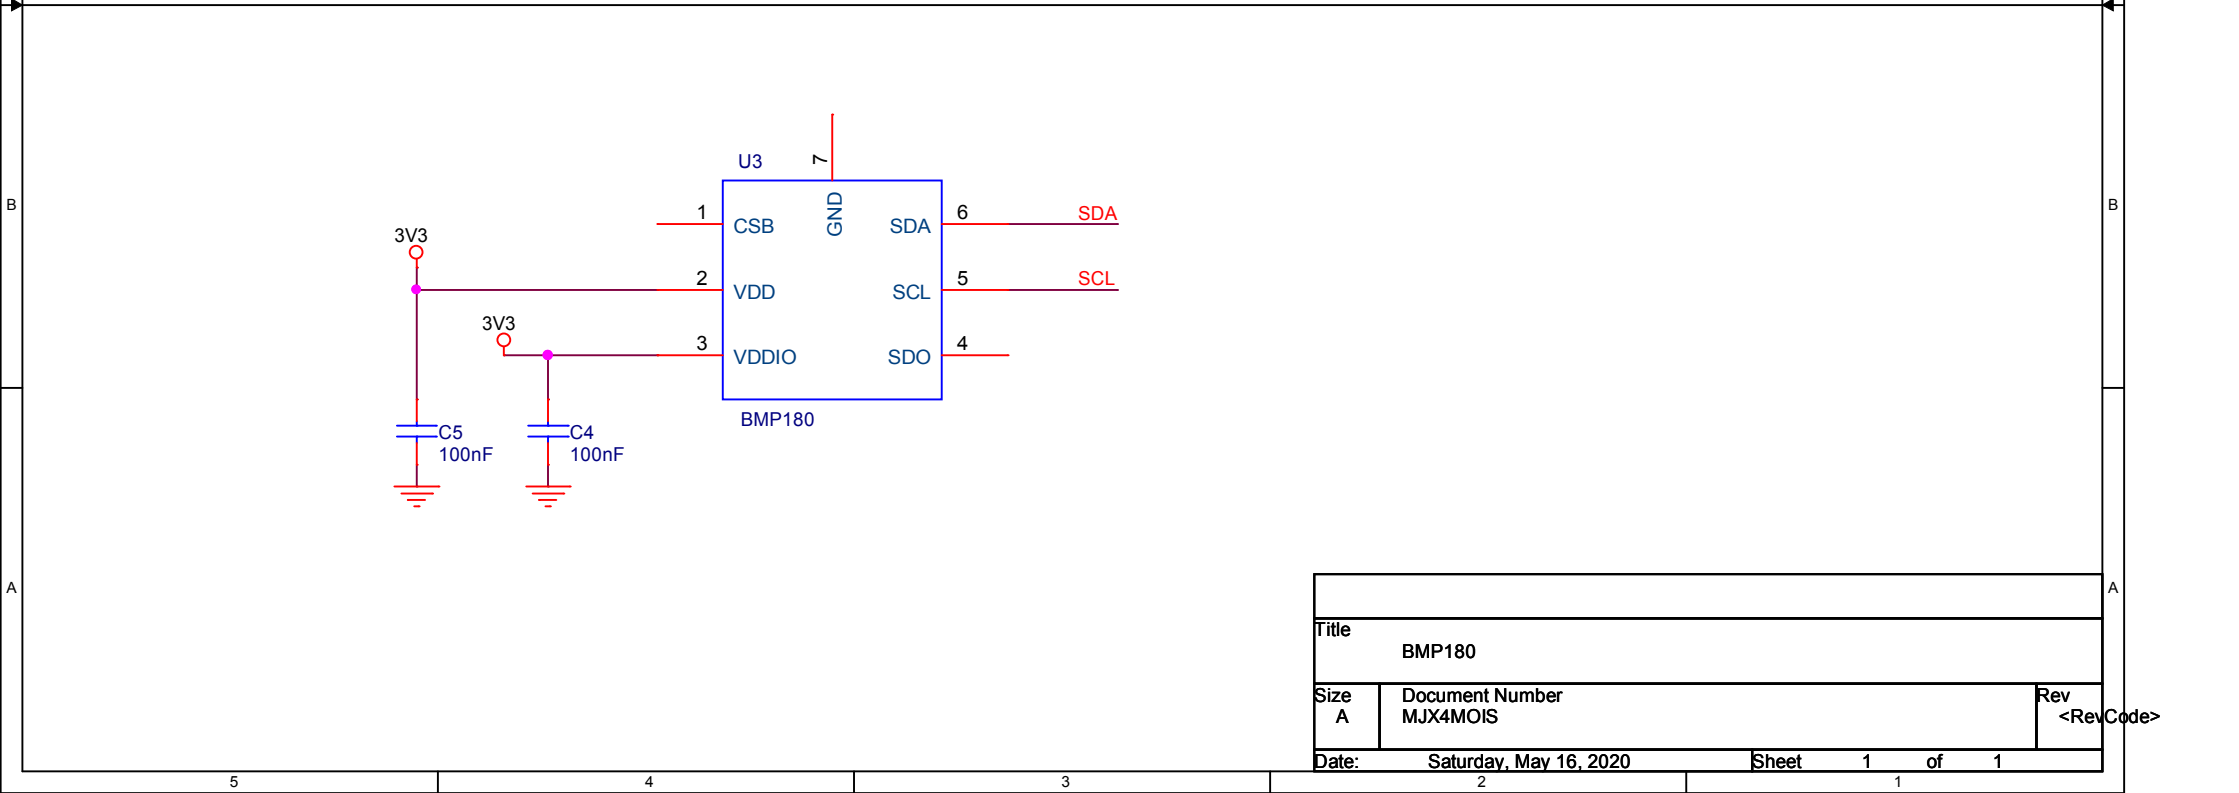 U3
7
GND
B
B
1
CSB
6
SDA
SDA
3V3
2
VDD
5
SCL
SCL
3V3
3
VDDIO
4
SDO
BMP180
C5
100nF
C4
100nF
A
A
Title
BMP180
Size
A
Document Number
MJX4MOIS
Rev
<RevCode>
Date:
Saturday, May 16, 2020
Sheet 1 of 1
5
4
3
2
1